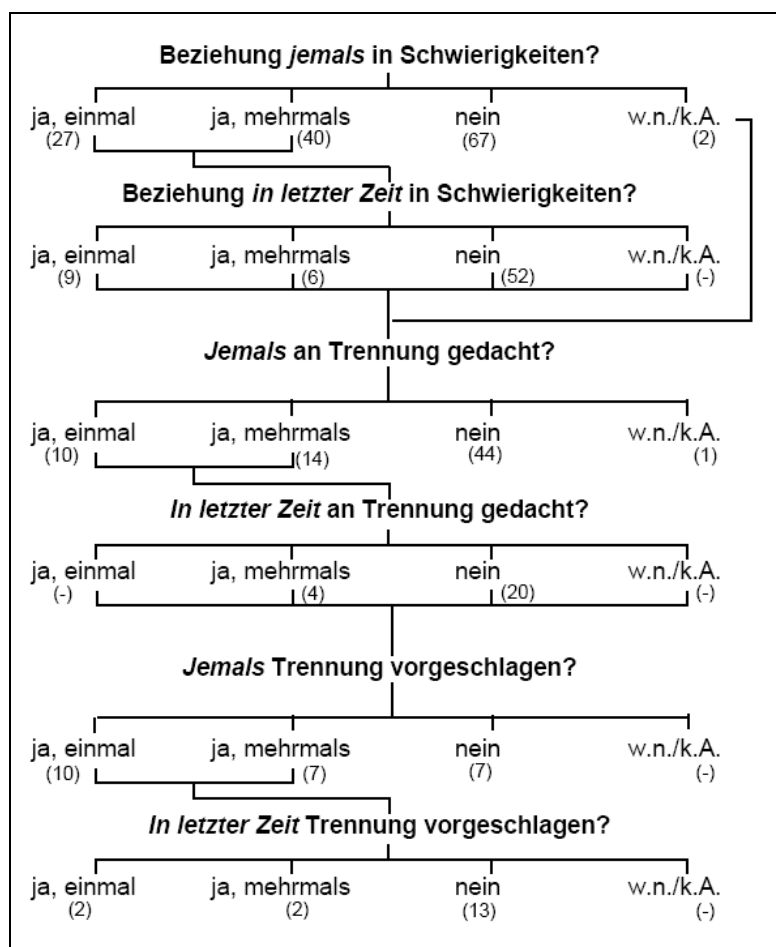 Beziehung jemals in Schwierigkeiten?
ja, einmal ja, mehrmals nein w.n./k.A.
(27) (40) (67) (2)
Beziehung in letzter Zeit in Schwierigkeiten?
ja, einmal ja, mehrmals nein w.n./k.A.
(9) (6) (52) (-)
Jemals an Trennung gedacht?
ja, einmal ja, mehrmals nein w.n./k.A.
(10) (14) (44) (1)
In letzter Zeit an Trennung gedacht?
ja, einmal ja, mehrmals nein w.n./k.A.
(-) (4) (20) (-)
Jemals Trennung vorgeschlagen?
ja, einmal ja, mehrmals nein w.n./k.A.
(10) (7) (7) (-)
In letzter Zeit Trennung vorgeschlagen?
ja, einmal ja, mehrmals nein w.n./k.A.
(2) (2) (13) (-)